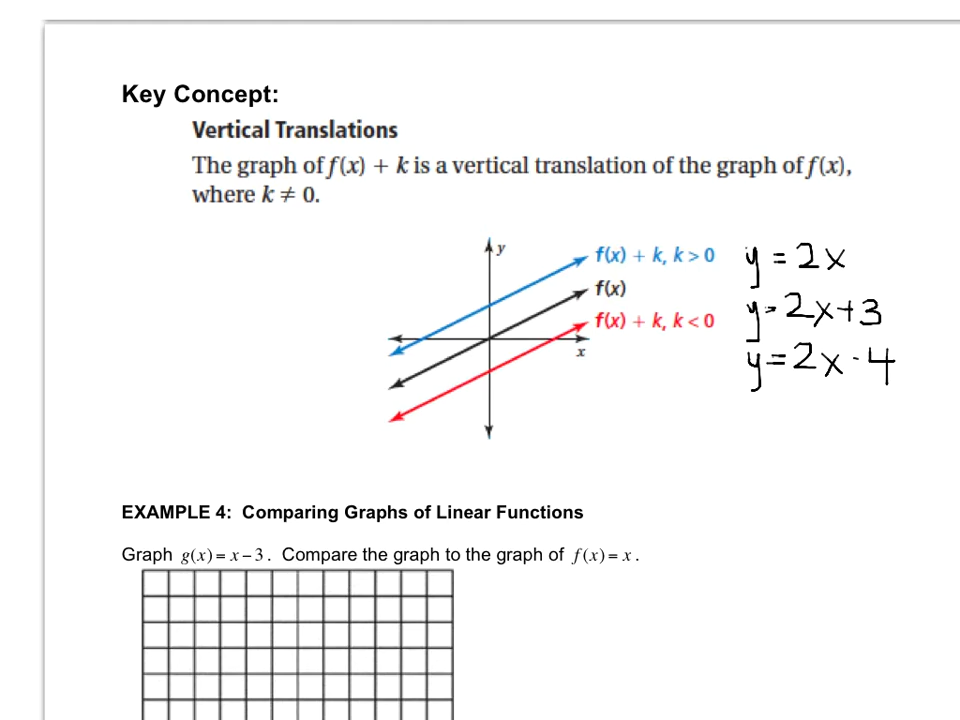 Key Concept:
Vertical Translations
The graph of f(x) + k is a vertical translation of the graph of f(x),
where k ≠ 0.
y
f(x) + k, k > 0
f(x)
f(x) + k, k < 0
x
y = 2x
y = 2x+3
y = 2x - 4
EXAMPLE 4: Comparing Graphs of Linear Functions
Graph g(x) = x – 3. Compare the graph to the graph of f(x) = x.